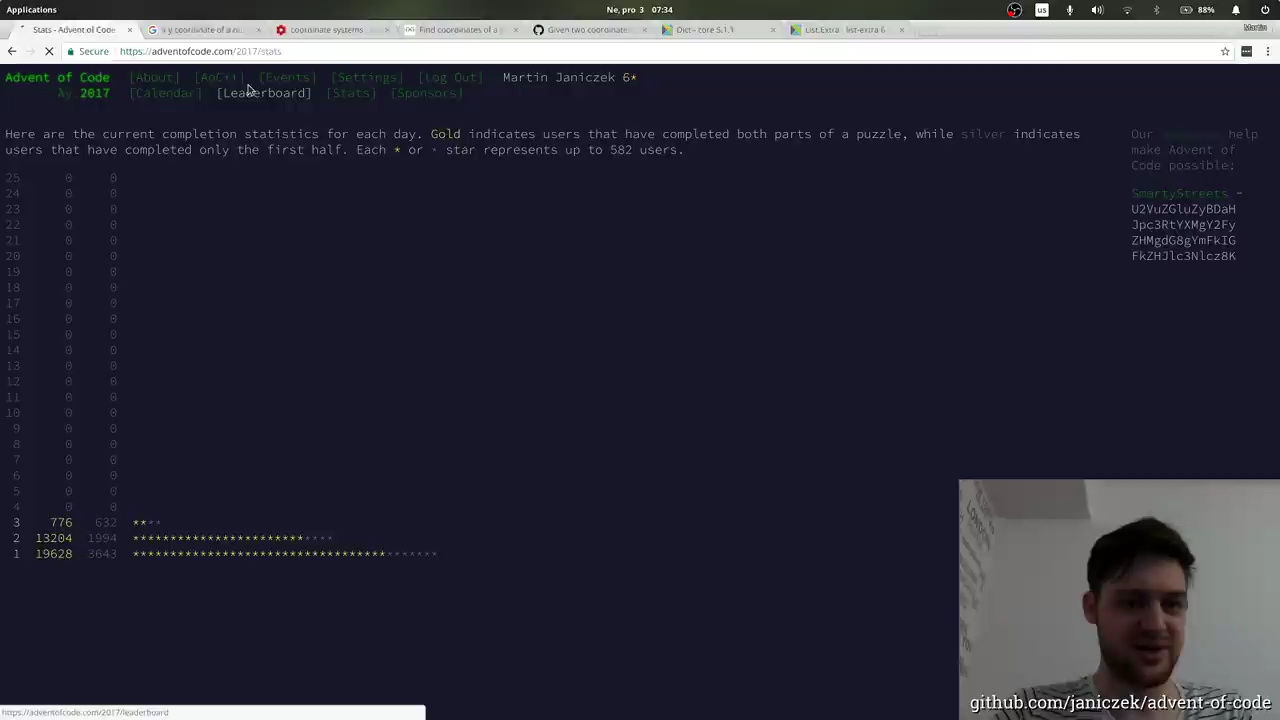 Applications
Ne, pro 3 07:34
us
88%
Stats - Advent of Code
Find coordinates of a
Given two coordinate
Dict - core 5.1.1
List.Extra
Martin
Secure https://adventofcode.com/2017/stats
Advent of Code [About] [AoC++] [Events] [Settings] [Log Out] Martin Janiczek 6*
2017 [Calendar] [Leaderboard] [Stats] [Sponsors]
Here are the current completion statistics for each day. Gold indicates users that have completed both parts of a puzzle, while silver indicates
users that have completed only the first half. Each * or * star represents up to 582 users.
Our help
make Advent of
Code possible:
SmartyStreets -
U2VuZGluZyBDaH
Jpc3RtYXMgY2Fy
ZHMgdG8gYmFkIG
FkZHJlc3Nlcz8K
25 0 0
24 0 0
23 0 0
22 0 0
21 0 0
20 0 0
19 0 0
18 0 0
17 0 0
16 0 0
15 0 0
14 0 0
13 0 0
12 0 0
11 0 0
10 0 0
9 0 0
8 0 0
7 0 0
6 0 0
5 0 0
4 0 0
3 776 632 ****
2 13204 1994 ***************************
1 19628 3643 *****************************************
https://adventofcode.com/2017/leaderboard
github.com/janiczek/advent-of-code